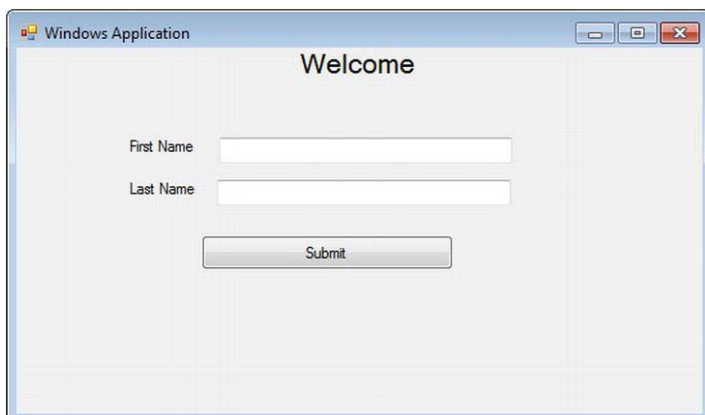 Windows Application
Welcome
First Name
Last Name
Submit